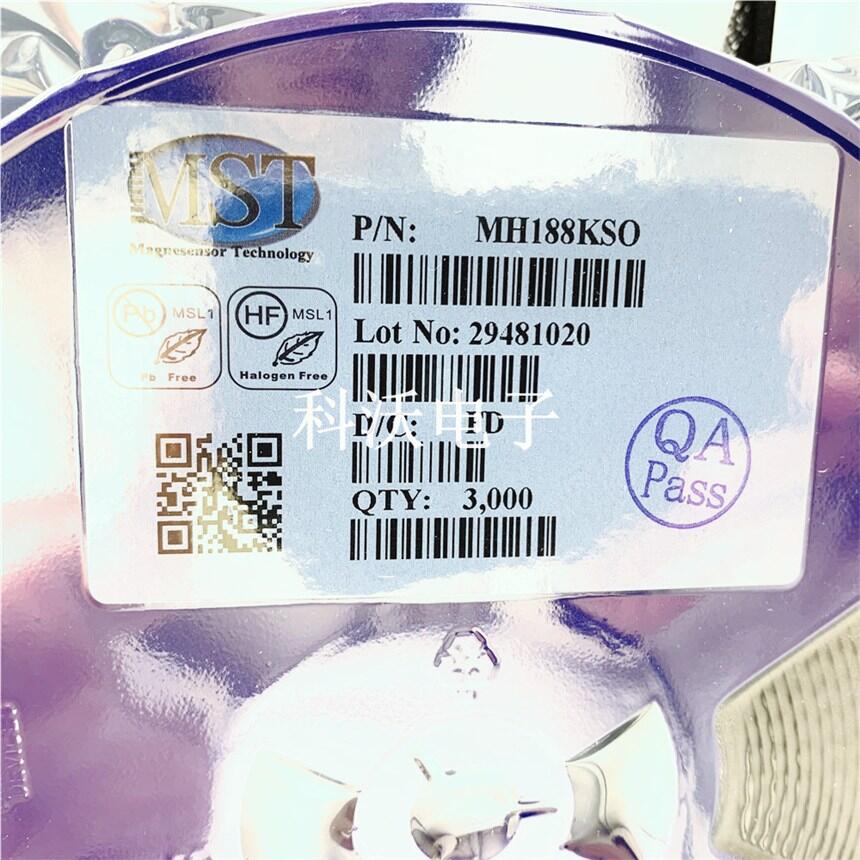 MST
Magnesensor Technology
P/N: MH188KSO
Pb MSL1
Pb Free
HF MSL1
Halogen Free
Lot No: 29481020
科沃电子
D/C:
QTY: 3,000
QA
Pass